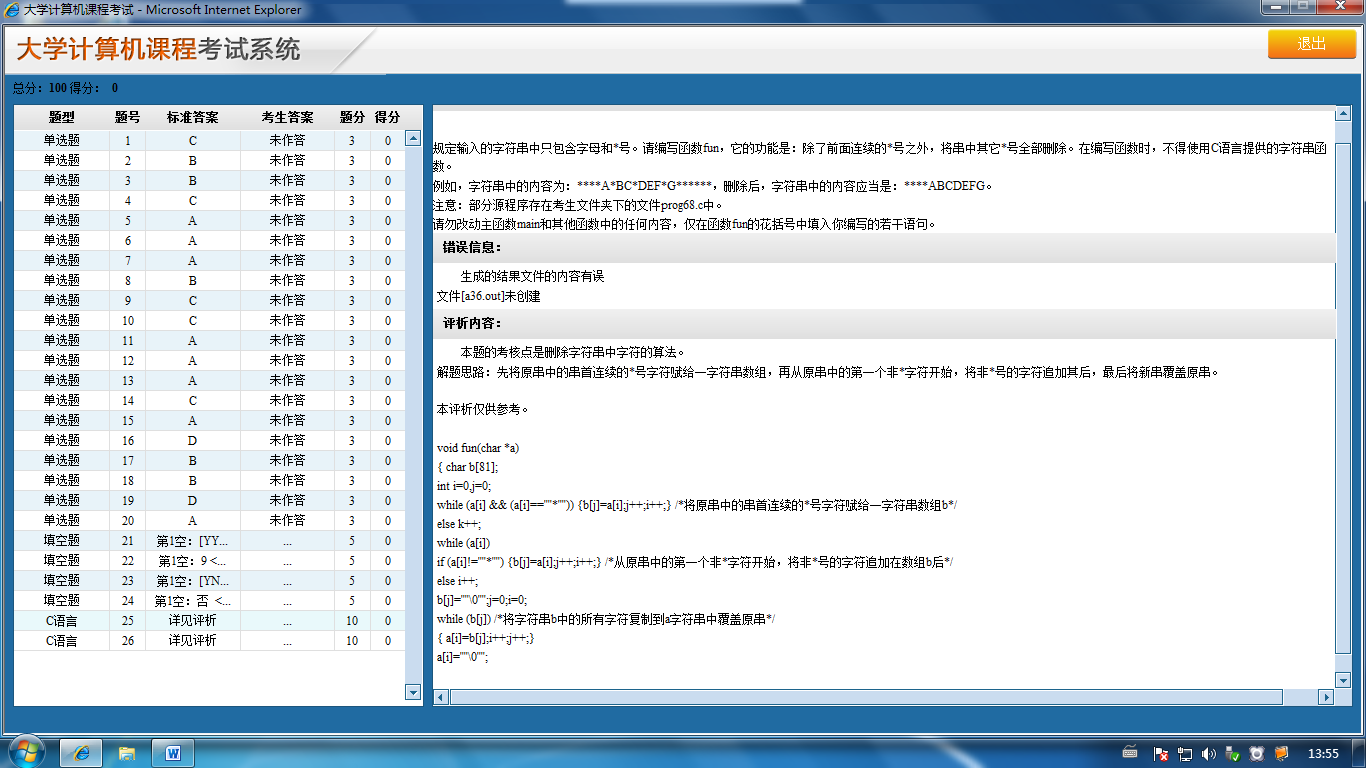 大学计算机课程考试 - Microsoft Internet Explorer
大学计算机课程考试系统
退出
总分：100 得分： 0
题型 题号 标准答案 考生答案 题分 得分
单选题 1 C 未作答 3 0
单选题 2 B 未作答 3 0
单选题 3 B 未作答 3 0
单选题 4 C 未作答 3 0
单选题 5 A 未作答 3 0
单选题 6 A 未作答 3 0
单选题 7 A 未作答 3 0
单选题 8 B 未作答 3 0
单选题 9 C 未作答 3 0
单选题 10 C 未作答 3 0
单选题 11 A 未作答 3 0
单选题 12 A 未作答 3 0
单选题 13 A 未作答 3 0
单选题 14 C 未作答 3 0
单选题 15 A 未作答 3 0
单选题 16 D 未作答 3 0
单选题 17 B 未作答 3 0
单选题 18 B 未作答 3 0
单选题 19 D 未作答 3 0
单选题 20 A 未作答 3 0
填空题 21 第1空：[YY... ... 5 0
填空题 22 第1空：9 <... ... 5 0
填空题 23 第1空：[YN... ... 5 0
填空题 24 第1空：否 <... ... 5 0
C语言 25 详见评析 ... 10 0
C语言 26 详见评析 ... 10 0
规定输入的字符串中只包含字母和*号。请编写函数fun，它的功能是：除了前面连续的*号之外，将串中其它*号全部删除。在编写函数时，不得使用C语言提供的字符串函
数。
例如，字符串中的内容为：****A*BC*DEF*G******，删除后，字符串中的内容应当是：****ABCDEFG。
注意：部分源程序存在考生文件夹下的文件prog68.c中。
请勿改动主函数main和其他函数中的任何内容，仅在函数fun的花括号中填入你编写的若干语句。
错误信息：
生成的结果文件的内容有误
文件[a36.out]未创建
评析内容：
本题的考核点是删除字符串中字符的算法。
解题思路：先将原串中的串首连续的*号字符赋给一字符串数组，再从原串中的第一个非*字符开始，将非*号的字符追加其后，最后将新串覆盖原串。
本评析仅供参考。
void fun(char *a)
{ char b[81];
int i=0,j=0;
while (a[i] && (a[i]==""*"")) {b[j]=a[i];j++;i++;} /*将原串中的串首连续的*号字符赋给一字符串数组b*/
else k++;
while (a[i])
if (a[i]!=""*"") {b[j]=a[i];j++;i++;} /*从原串中的第一个非*字符开始，将非*号的字符追加在数组b后*/
else i++;
b[j]=""\0"";j=0;i=0;
while (b[j]) /*将字符串b中的所有字符复制到a字符串中覆盖原串*/
{ a[i]=b[j];i++;j++;}
a[i]=""\0"";
13:55